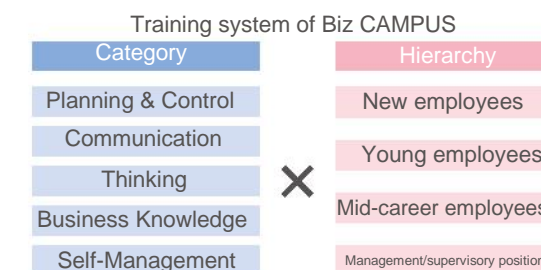 Training system of Biz CAMPUS
Category
Hierarchy
Planning & Control
New employees
Communication
Young employees
Thinking
×
Mid-career employees
Business Knowledge
Self-Management
Management/supervisory position